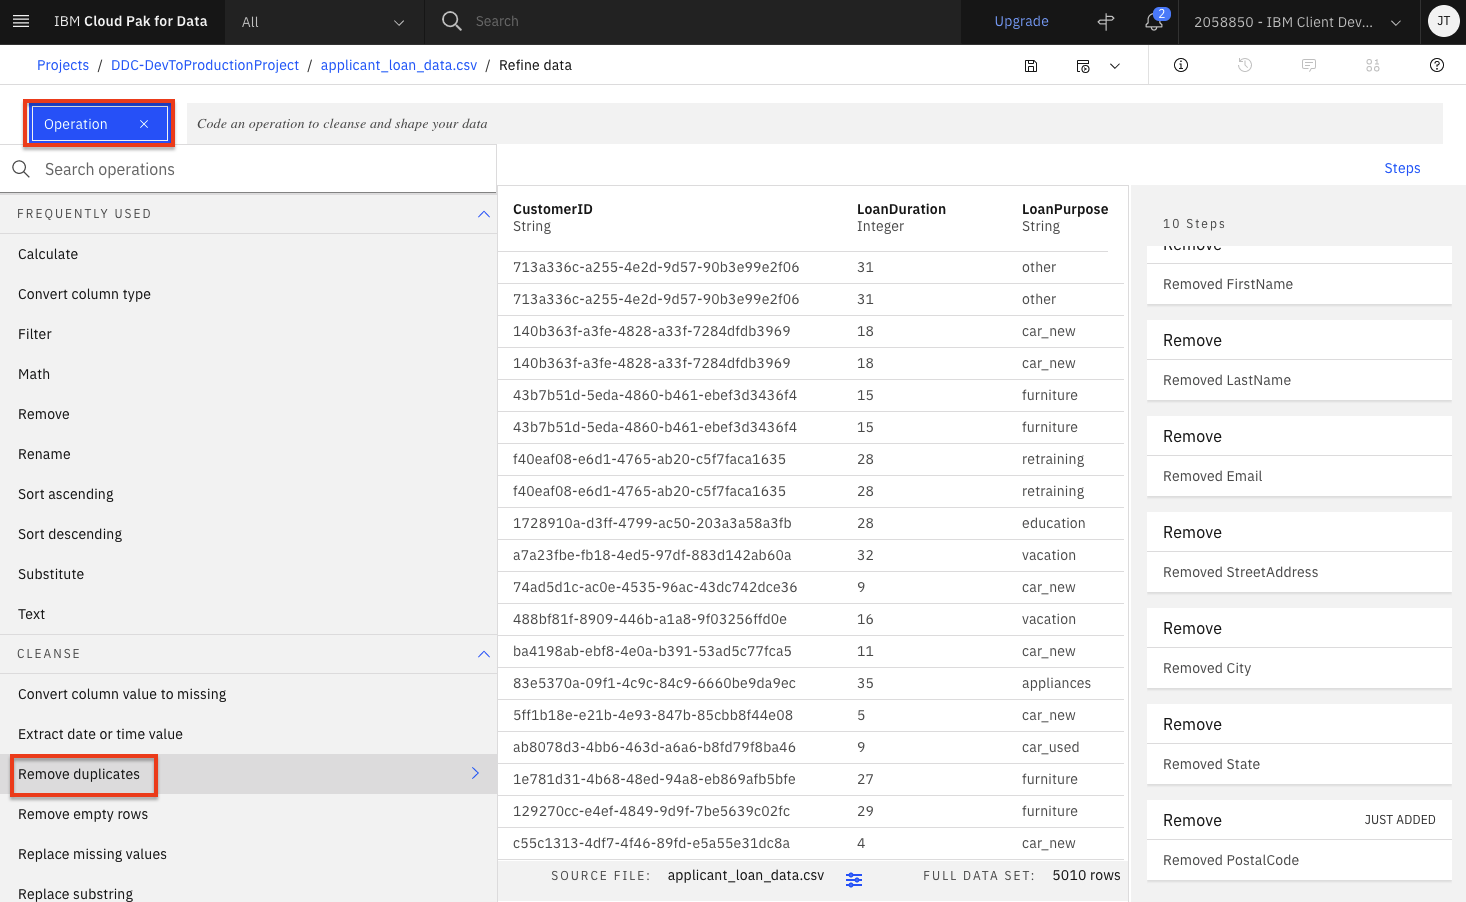 IBM Cloud Pak for Data
All
Search
Upgrade
2
2058850 - IBM Client Dev...
JT
Projects / DDC-DevToProductionProject / applicant_loan_data.csv / Refine data
Operation ×
Code an operation to cleanse and shape your data
Search operations
Steps
FREQUENTLY USED
Calculate
Convert column type
Filter
Math
Remove
Rename
Sort ascending
Sort descending
Substitute
Text
CLEANSE
Convert column value to missing
Extract date or time value
Remove duplicates
Remove empty rows
Replace missing values
Replace substring
CustomerID LoanDuration LoanPurpose
String Integer String
713a336c-a255-4e2d-9d57-90b3e99e2f06 31 other
713a336c-a255-4e2d-9d57-90b3e99e2f06 31 other
140b363f-a3fe-4828-a33f-7284dfdb3969 18 car_new
140b363f-a3fe-4828-a33f-7284dfdb3969 18 car_new
43b7b51d-5eda-4860-b461-ebef3d3436f4 15 furniture
43b7b51d-5eda-4860-b461-ebef3d3436f4 15 furniture
f40eaf08-e6d1-4765-ab20-c5f7faca1635 28 retraining
f40eaf08-e6d1-4765-ab20-c5f7faca1635 28 retraining
1728910a-d3ff-4799-ac50-203a3a58a3fb 28 education
a7a23fbe-fb18-4ed5-97df-883d142ab60a 32 vacation
74ad5d1c-ac0e-4535-96ac-43dc742dce36 9 car_new
488bf81f-8909-446b-a1a8-9f03256ffd0e 16 vacation
ba4198ab-ebf8-4e0a-b391-53ad5c77fca5 11 car_new
83e5370a-09f1-4c9c-84c9-6660be9da9ec 35 appliances
5ff1b18e-e21b-4e93-847b-85cbb8f44e08 5 car_new
ab8078d3-4bb6-463d-a6a6-b8fd79f8ba46 9 car_used
1e781d31-4b68-48ed-94a8-eb869afb5bfe 27 furniture
129270cc-e4ef-4849-9d9f-7be5639c02fc 29 furniture
c55c1313-4df7-4f46-89fd-e5a55e31dc8a 4 car_new
SOURCE FILE: applicant_loan_data.csv FULL DATA SET: 5010 rows
10 Steps
Remove
Removed FirstName
Remove
Removed LastName
Remove
Removed Email
Remove
Removed StreetAddress
Remove
Removed City
Remove
Removed State
Remove JUST ADDED
Removed PostalCode